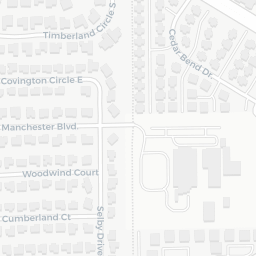 Timberland Circle S
Cedar Bend Dr.
Covington Circle E
Manchester Blvd.
Woodwind Court
Cumberland Ct
Selby Drive